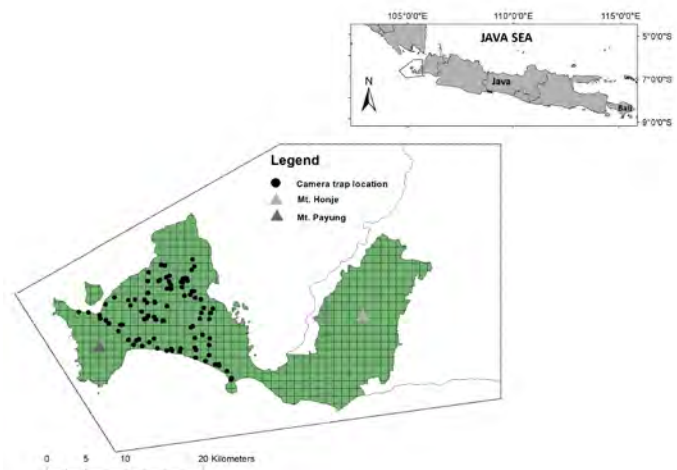 105°0'0"E 110°0'0"E 115°0'0"E
JAVA SEA
5°0'0"S
N
Java
7°0'0"S
Bali
9°0'0"S
Legend
Camera trap location
Mt. Honje
Mt. Payung
0 5 10 20 Kilometers